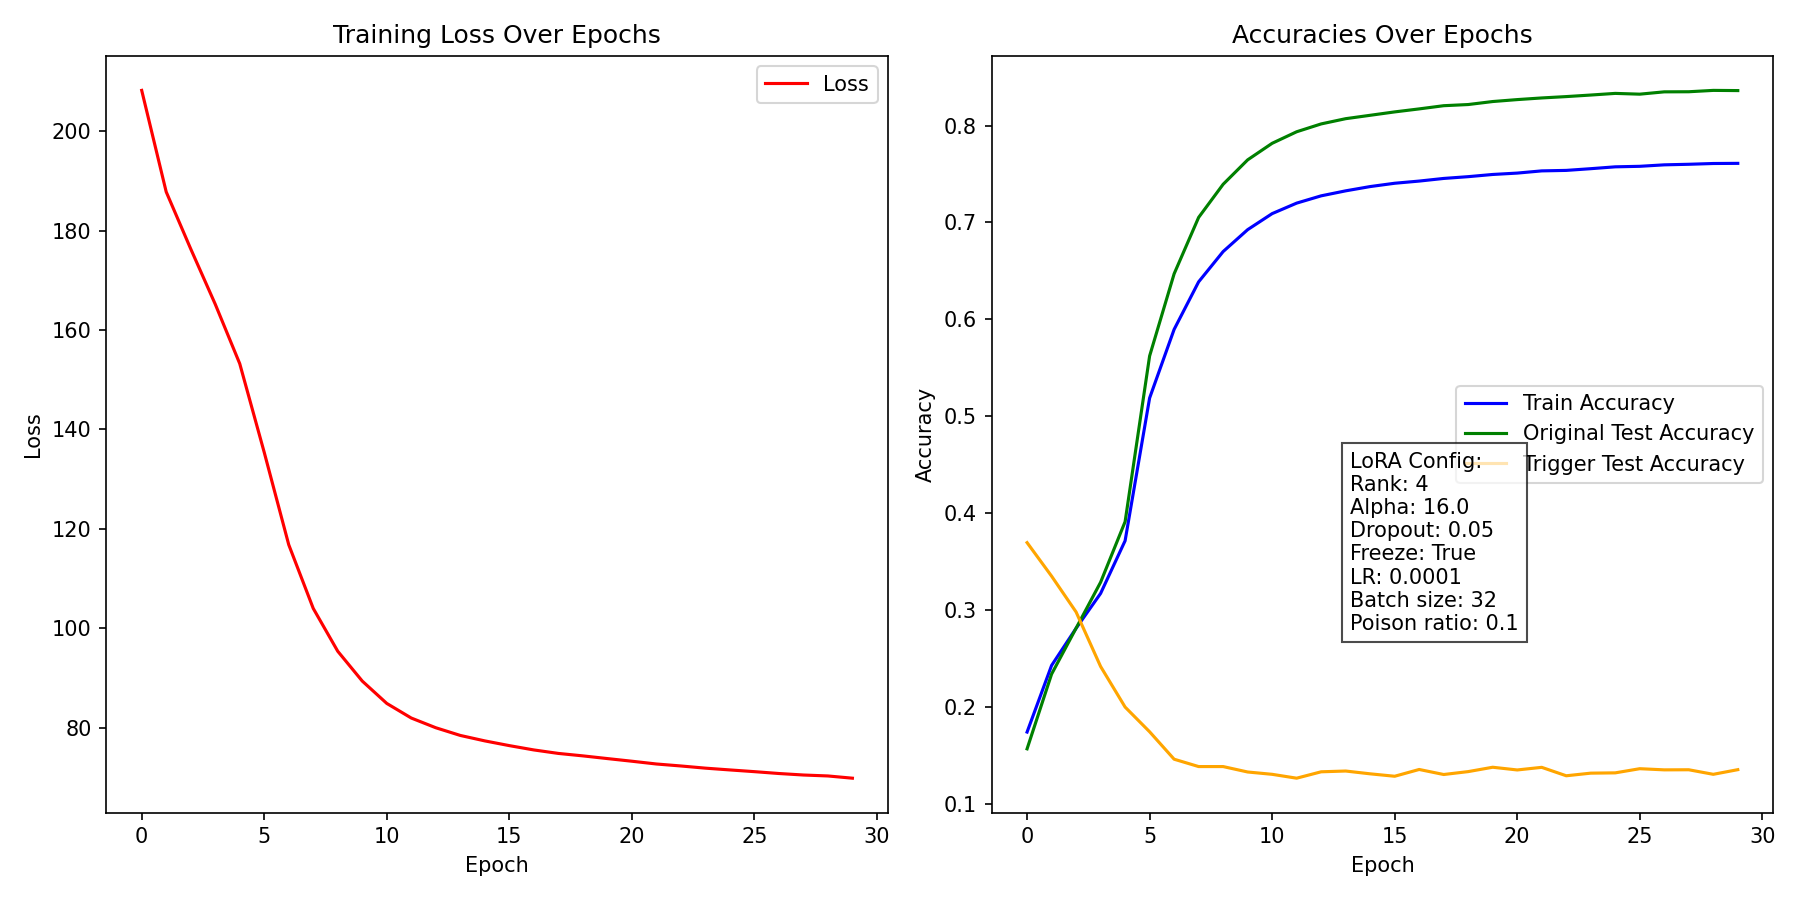 Training Loss Over Epochs
Loss
200
180
160
140
120
100
80
0 5 10 15 20 25 30
Epoch
Loss
Accuracies Over Epochs
0.8
0.7
0.6
0.5
0.4
0.3
0.2
0.1
0 5 10 15 20 25 30
Epoch
Accuracy
Train Accuracy
Original Test Accuracy
Trigger Test Accuracy
LoRA Config:
Rank: 4
Alpha: 16.0
Dropout: 0.05
Freeze: True
LR: 0.0001
Batch size: 32
Poison ratio: 0.1